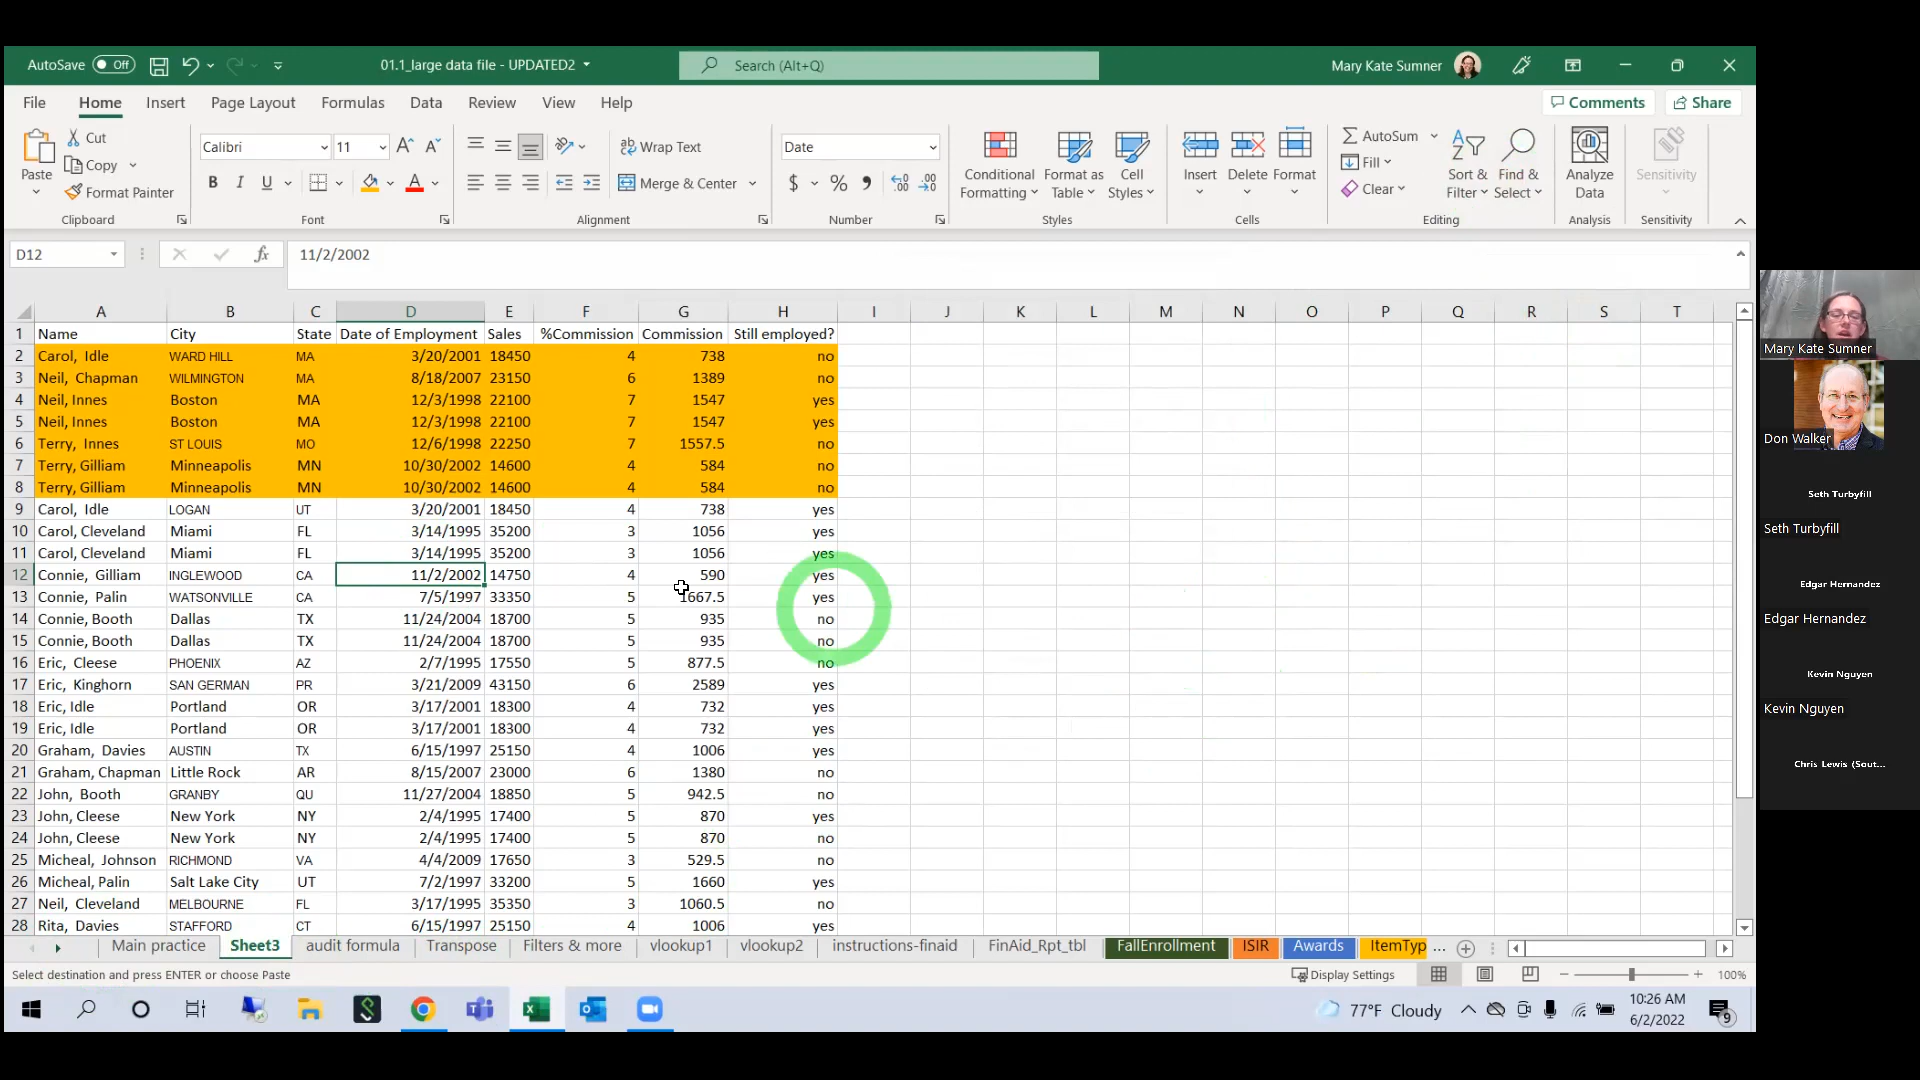 AutoSave Off 01.1_large data file - UPDATED2 Search (Alt+Q) Mary Kate Sumner
File Home Insert Page Layout Formulas Data Review View Help Comments Share
Paste Cut Copy Format Painter Clipboard
Calibri 11 B I U Font
Wrap Text Merge & Center Alignment
Date $ % Number
Conditional Formatting Format as Table Cell Styles Styles
Insert Delete Format Cells
AutoSum Fill Clear Sort & Filter Find & Select Editing
Analyze Data Analysis
Sensitivity Sensitivity
D12 fx 11/2/2002
A B C D E F G H I J K L M N O P Q R S T
1 Name City State Date of Employment Sales %Commission Commission Still employed?
2 Carol, Idle WARD HILL MA 3/20/2001 18450 4 738 no
3 Neil, Chapman WILMINGTON MA 8/18/2007 23150 6 1389 no
4 Neil, Innes Boston MA 12/3/1998 22100 7 1547 yes
5 Neil, Innes Boston MA 12/3/1998 22100 7 1547 yes
6 Terry, Innes ST LOUIS MO 12/6/1998 22250 7 1557.5 no
7 Terry, Gilliam Minneapolis MN 10/30/2002 14600 4 584 no
8 Terry, Gilliam Minneapolis MN 10/30/2002 14600 4 584 no
9 Carol, Idle LOGAN UT 3/20/2001 18450 4 738 yes
10 Carol, Cleveland Miami FL 3/14/1995 35200 3 1056 yes
11 Carol, Cleveland Miami FL 3/14/1995 35200 3 1056 yes
12 Connie, Gilliam INGLEWOOD CA 11/2/2002 14750 4 590 yes
13 Connie, Palin WATSONVILLE CA 7/5/1997 33350 5 1667.5 yes
14 Connie, Booth Dallas TX 11/24/2004 18700 5 935 no
15 Connie, Booth Dallas TX 11/24/2004 18700 5 935 no
16 Eric, Cleese PHOENIX AZ 2/7/1995 17550 5 877.5 no
17 Eric, Kinghorn SAN GERMAN PR 3/21/2009 43150 6 2589 yes
18 Eric, Idle Portland OR 3/17/2001 18300 4 732 yes
19 Eric, Idle Portland OR 3/17/2001 18300 4 732 yes
20 Graham, Davies AUSTIN TX 6/15/1997 25150 4 1006 yes
21 Graham, Chapman Little Rock AR 8/15/2007 23000 6 1380 no
22 John, Booth GRANBY QU 11/27/2004 18850 5 942.5 no
23 John, Cleese New York NY 2/4/1995 17400 5 870 yes
24 John, Cleese New York NY 2/4/1995 17400 5 870 no
25 Micheal, Johnson RICHMOND VA 4/4/2009 17650 3 529.5 no
26 Micheal, Palin Salt Lake City UT 7/2/1997 33200 5 1660 yes
27 Neil, Cleveland MELBOURNE FL 3/17/1995 35350 3 1060.5 no
28 Rita, Davies STAFFORD CT 6/15/1997 25150 4 1006 yes
Main practice Sheet3 audit formula Transpose Filters & more vlookup1 vlookup2 instructions-finaid FinAid_Rpt_tbl FallEnrollment ISIR Awards ItemTyp ...
Select destination and press ENTER or choose Paste Display Settings 100%
77°F Cloudy 10:26 AM
6/2/2022 9
Mary Kate Sumner
Don Walker
Seth Turbyfill
Seth Turbyfill
Edgar Hernandez
Edgar Hernandez
Kevin Nguyen
Kevin Nguyen
Chris Lewis (Sout...